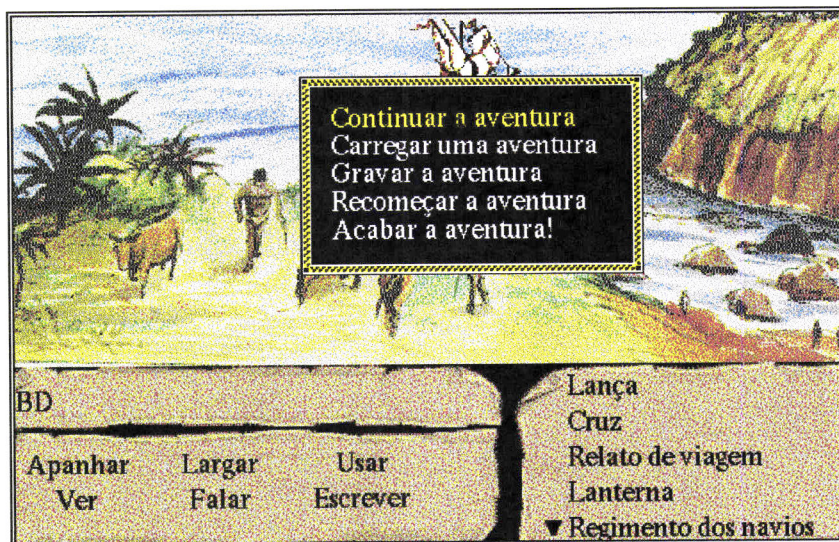 Continuar a aventura
Carregar uma aventura
Gravar a aventura
Recomeçar a aventura
Acabar a aventura!
BD
Apanhar Largar Usar
Ver Falar Escrever
Lança
Cruz
Relato de viagem
Lanterna
▼ Regimento dos navios